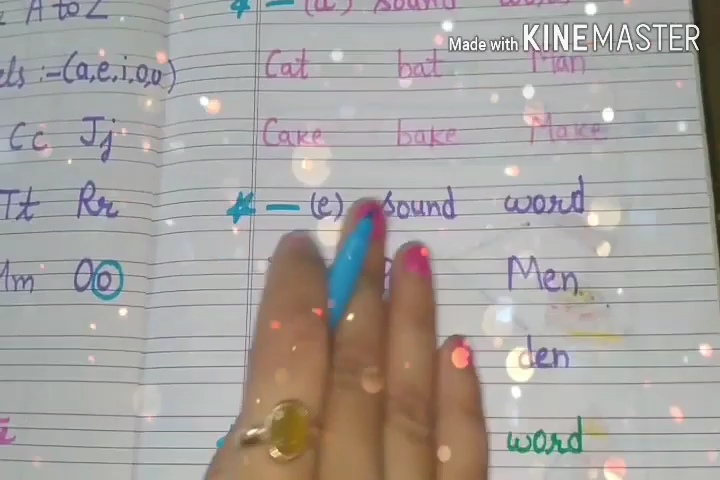 A to Z
(a) sound
els :- (a, e, i, o, u)
Cat bat Man
Cc Jj
Cake bake Make
Tt Rr
* — (e) sound word
Mm Oo
Men
den
word
Made with KINEMASTER